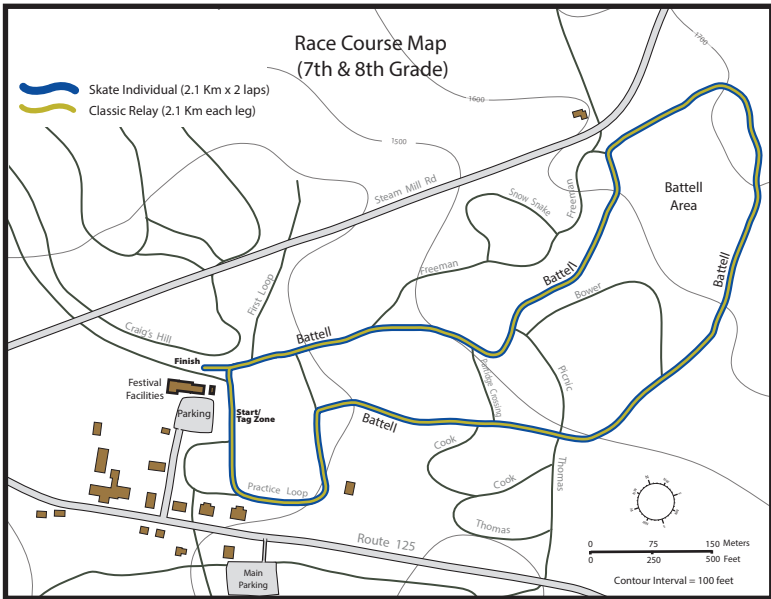 Race Course Map
(7th & 8th Grade)
Skate Individual (2.1 Km x 2 laps)
Classic Relay (2.1 Km each leg)
1700
1600
1500
Steam Mill Rd
Snow Snake
Freeman
Battell
Area
Freeman
Battell
Battell
First Loop
Bower
Craig's Hill
Battell
Finish
Porridge Crossing
Picnic
Festival
Facilities
Parking
Start/
Tag Zone
Battell
Cook
Cook
Thomas
Practice Loop
Thomas
Route 125
Main
Parking
0 75 150 Meters
0 250 500 Feet
Contour Interval = 100 feet